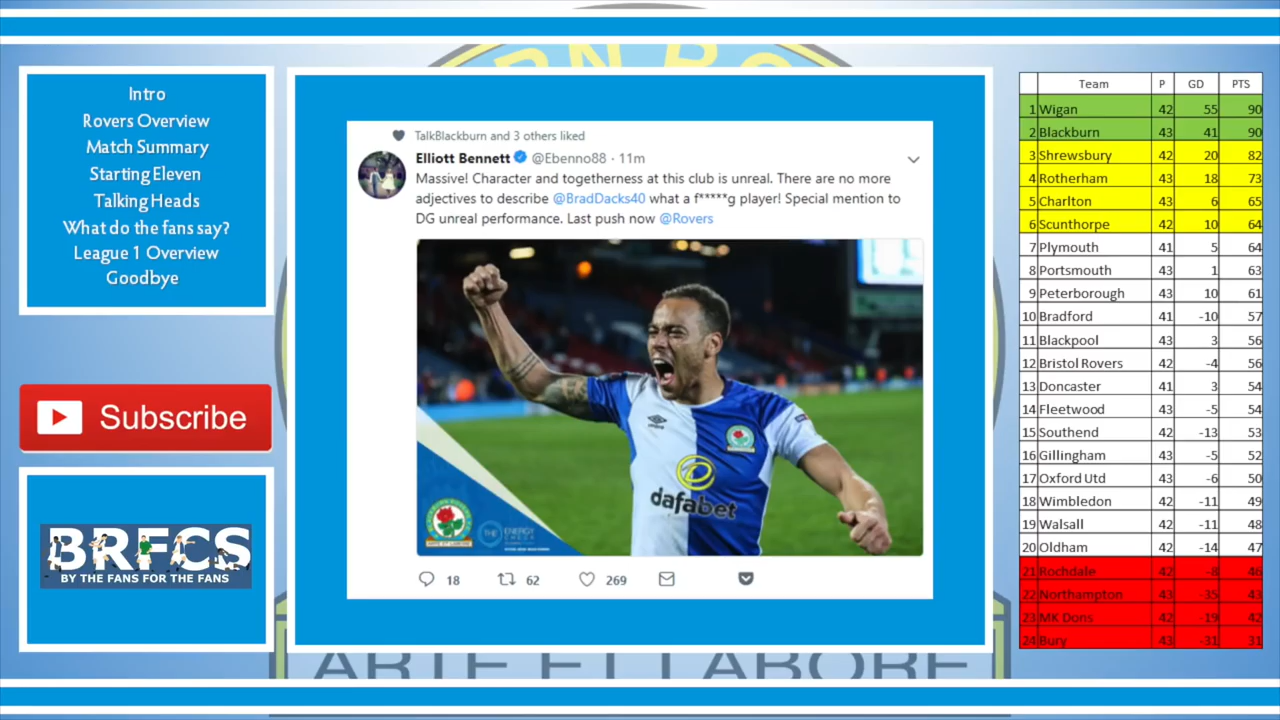 Intro
Rovers Overview
Match Summary
Starting Eleven
Talking Heads
What do the fans say?
League 1 Overview
Goodbye
Subscribe
BRFCS
BY THE FANS FOR THE FANS
TalkBlackburn and 3 others liked
Elliott Bennett @Ebenno88 · 11m
Massive! Character and togetherness at this club is unreal. There are no more
adjectives to describe @BradDacks40 what a f*****g player! Special mention to
DG unreal performance. Last push now @Rovers
umbro
dafabet
THE ENERGY
18 62 269
ARTE ET LABORE
Team P GD PTS
1 Wigan 42 55 90
2 Blackburn 43 41 90
3 Shrewsbury 42 20 82
4 Rotherham 43 18 73
5 Charlton 43 6 65
6 Scunthorpe 42 10 64
7 Plymouth 41 5 64
8 Portsmouth 43 1 63
9 Peterborough 43 10 61
10 Bradford 41 -10 57
11 Blackpool 43 3 56
12 Bristol Rovers 42 -4 56
13 Doncaster 41 3 54
14 Fleetwood 43 -5 54
15 Southend 42 -13 53
16 Gillingham 43 -5 52
17 Oxford Utd 43 -6 50
18 Wimbledon 42 -11 49
19 Walsall 42 -11 48
20 Oldham 42 -14 47
21 Rochdale 42 -8 46
22 Northampton 43 -35 43
23 MK Dons 42 -19 42
24 Bury 43 -31 31